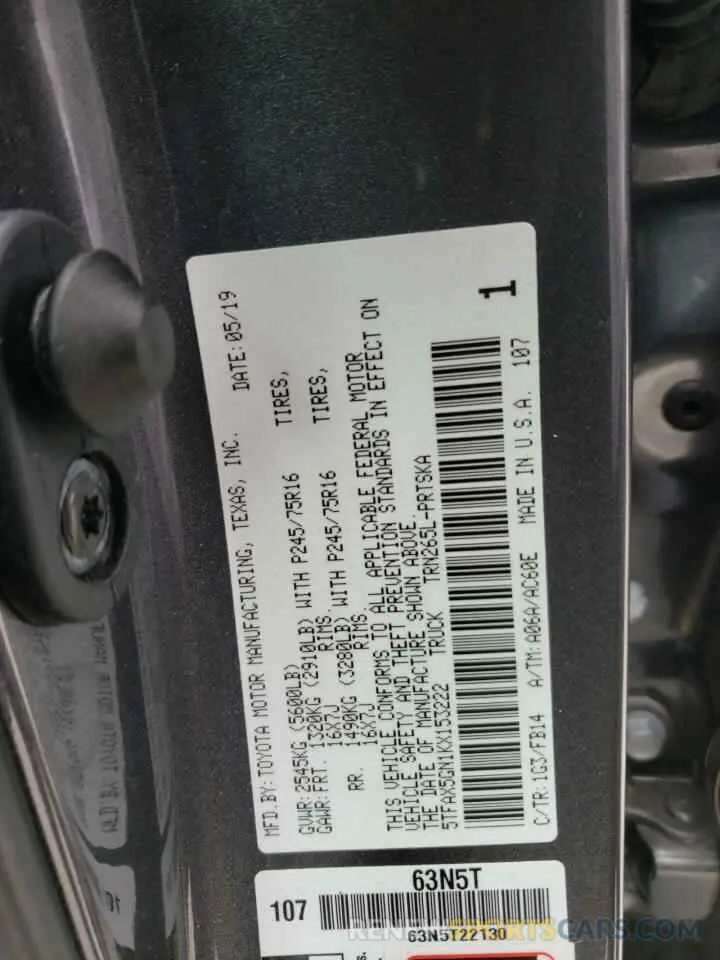 MFD.BY:TOYOTA MOTOR MANUFACTURING, TEXAS, INC. DATE:05/19
GVWR:2545KG (5600LB)
GAWR:FRT. 1320KG (2910LB) WITH P245/75R16 TIRES,
16X7J RIMS,
RR. 1490KG (3280LB) WITH P245/75R16 TIRES,
16X7J RIMS
THIS VEHICLE CONFORMS TO ALL APPLICABLE FEDERAL MOTOR
VEHICLE SAFETY AND THEFT PREVENTION STANDARDS IN EFFECT ON
THE DATE OF MANUFACTURE SHOWN ABOVE.
5TFAX5GN1KX153222 TRUCK TRN265L-PRTSKA
C/TR:1G3/FB14 A/TM:A06A/AC60E MADE IN U.S.A. 107
1
63N5T
107
63N5T22130
RENEWSPORTSCARS.COM